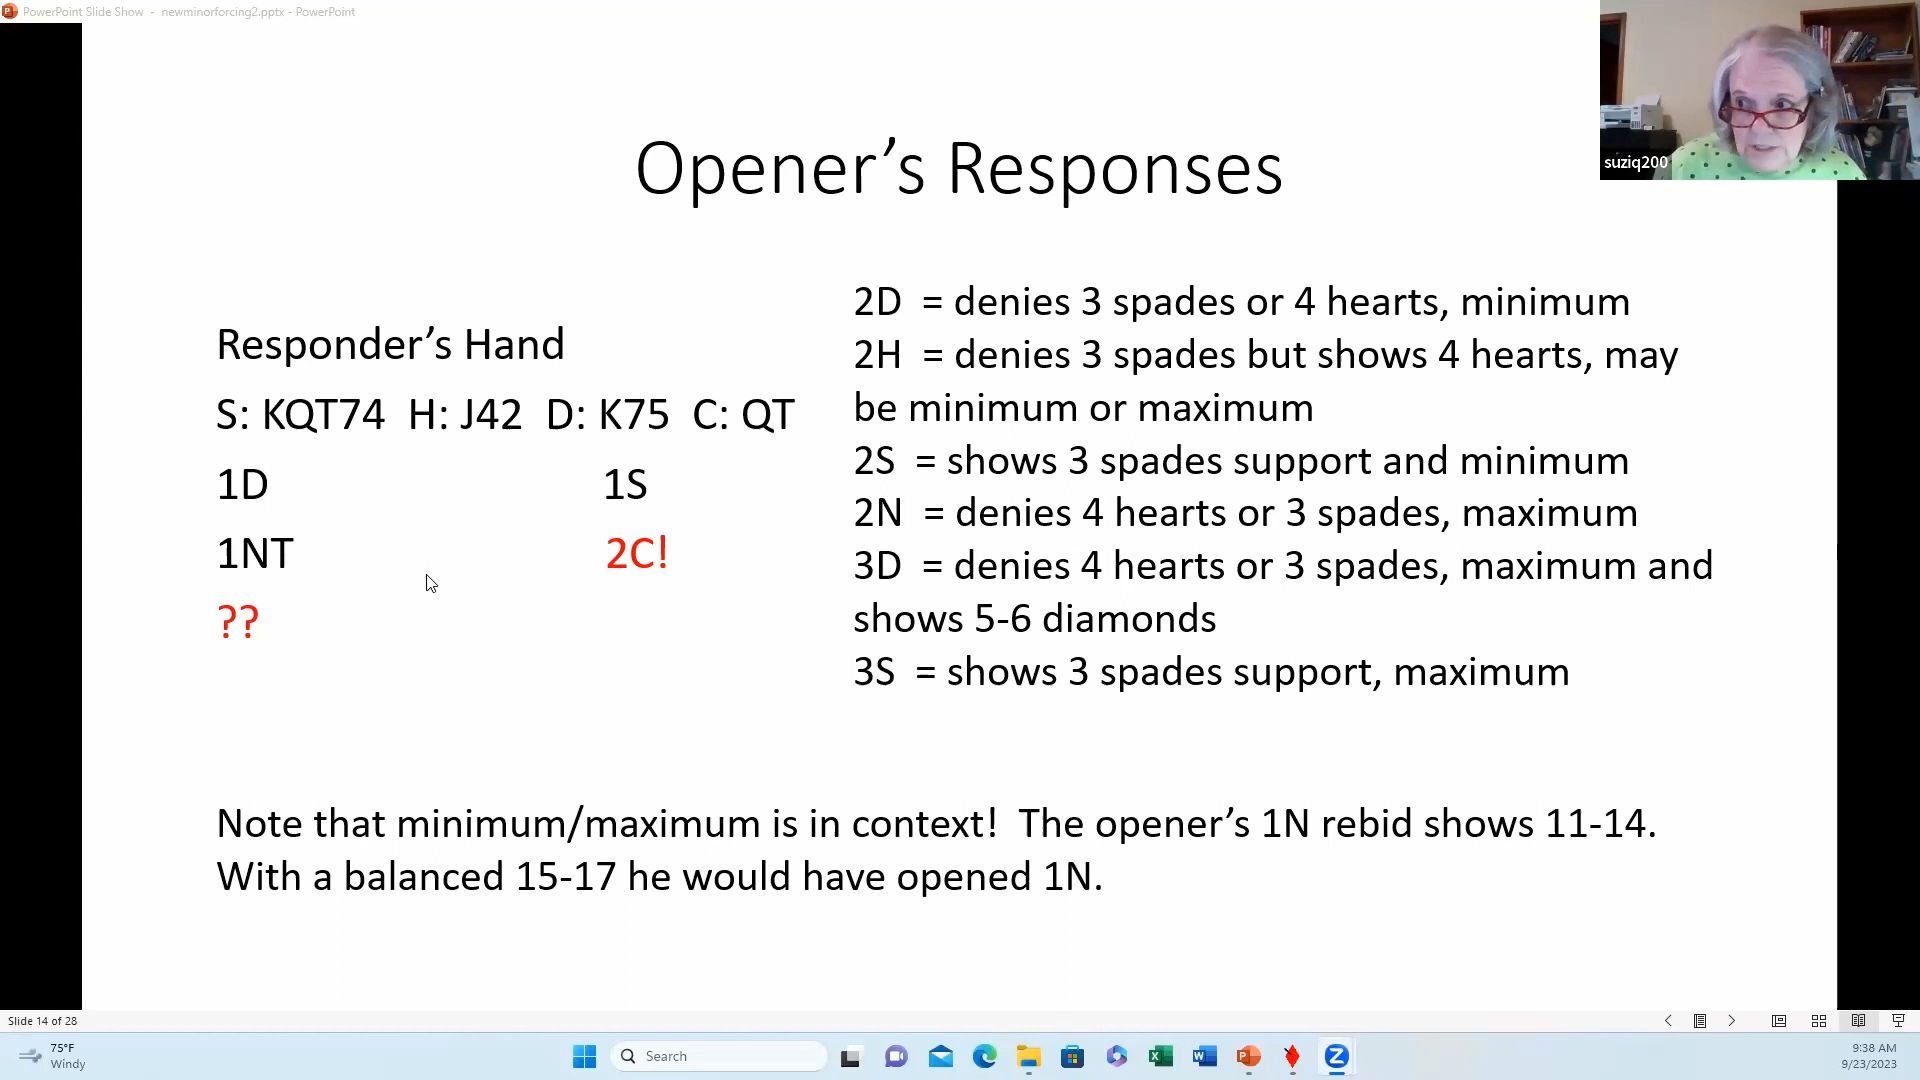 PowerPoint Slide Show - newminorforcing2.pptx - PowerPoint
suziq200
Opener’s Responses
Responder’s Hand
S: KQT74 H: J42 D: K75 C: QT
1D 1S
1NT 2C!
??
2D = denies 3 spades or 4 hearts, minimum
2H = denies 3 spades but shows 4 hearts, may
be minimum or maximum
2S = shows 3 spades support and minimum
2N = denies 4 hearts or 3 spades, maximum
3D = denies 4 hearts or 3 spades, maximum and
shows 5-6 diamonds
3S = shows 3 spades support, maximum
Note that minimum/maximum is in context! The opener’s 1N rebid shows 11-14.
With a balanced 15-17 he would have opened 1N.
Slide 14 of 28
75°F
Windy
Search
9:38 AM
9/23/2023